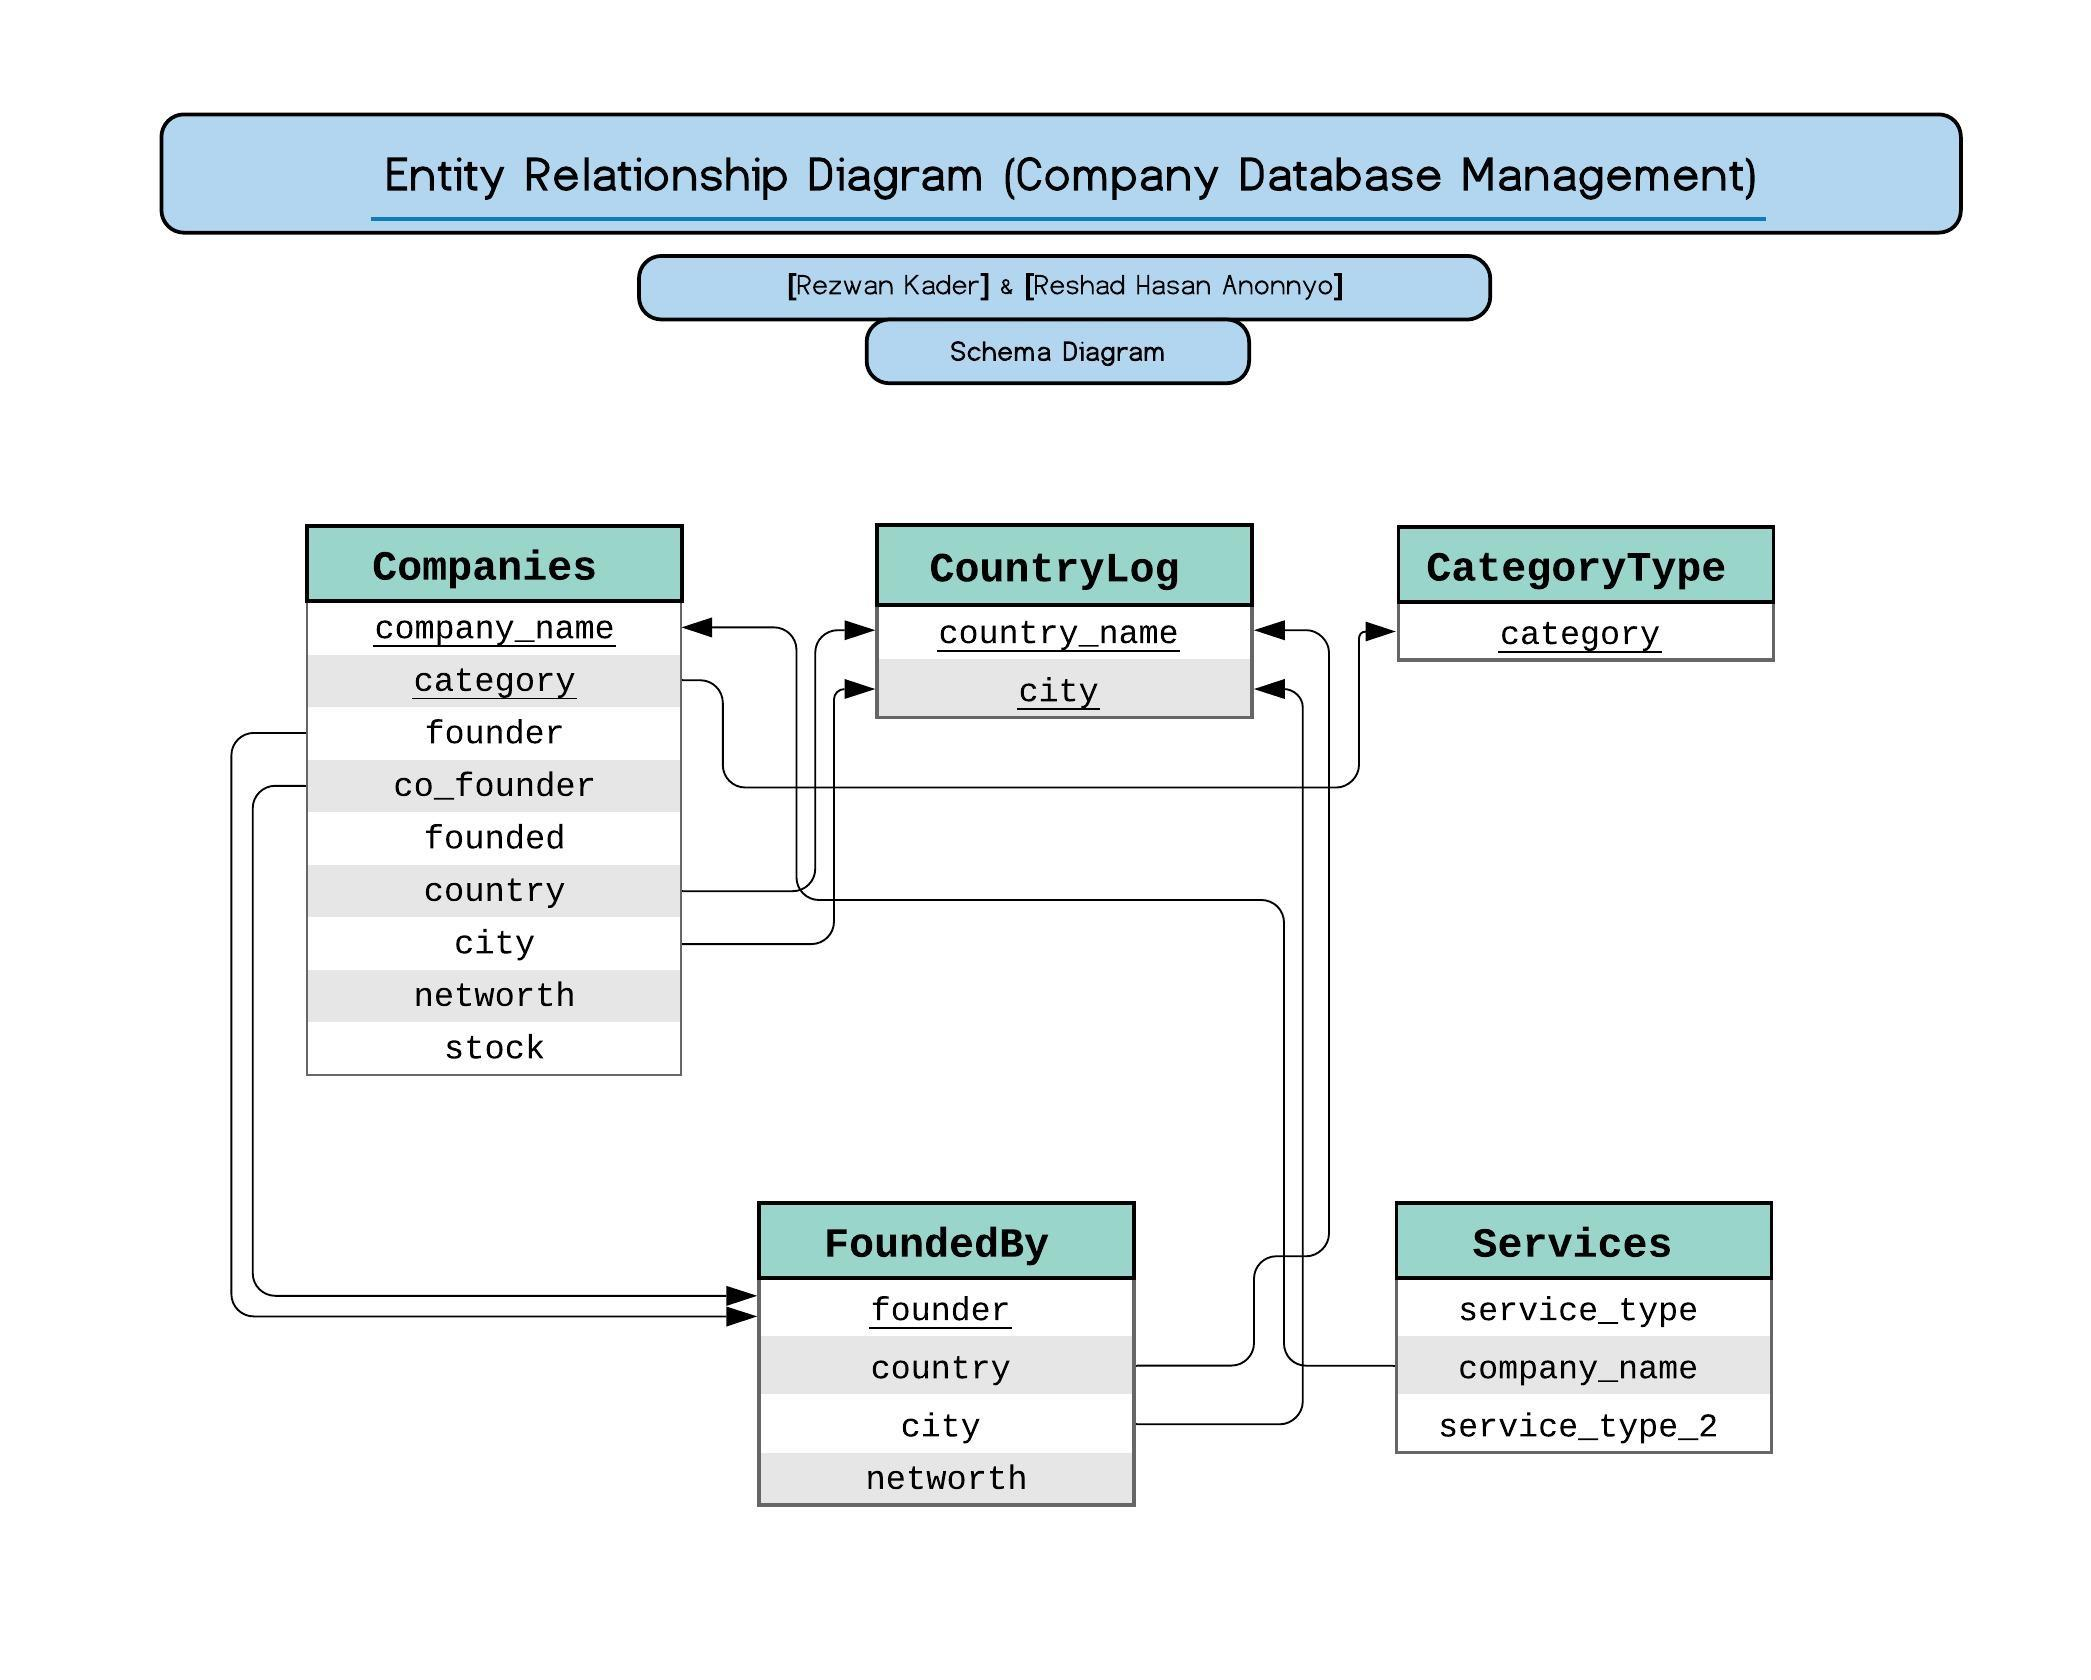 Entity Relationship Diagram (Company Database Management)
[Rezwan Kader] & [Reshad Hasan Anonnyo]
Schema Diagram
Companies
company_name
category
founder
co_founder
founded
country
city
networth
stock
CountryLog
country_name
city
CategoryType
category
FoundedBy
founder
country
city
networth
Services
service_type
company_name
service_type_2